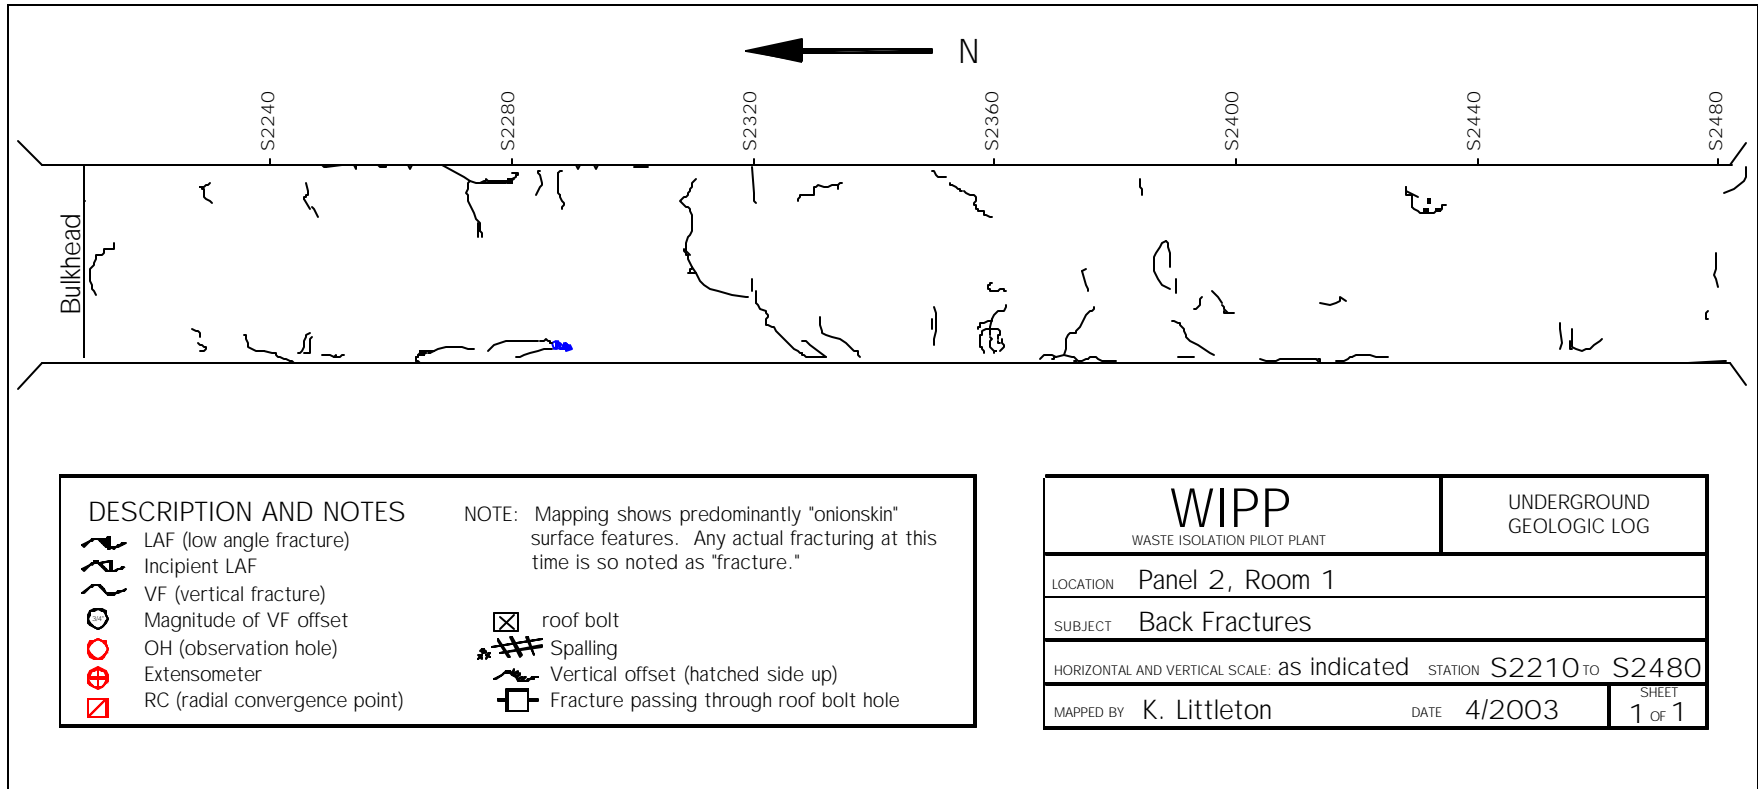 N
S2240
S2280
S2320
S2360
S2400
S2440
S2480
Bulkhead
DESCRIPTION AND NOTES
LAF (low angle fracture)
Incipient LAF
VF (vertical fracture)
3/4"
Magnitude of VF offset
OH (observation hole)
Extensometer
RC (radial convergence point)
NOTE: Mapping shows predominantly "onionskin"
surface features. Any actual fracturing at this
time is so noted as "fracture."
roof bolt
Spalling
Vertical offset (hatched side up)
Fracture passing through roof bolt hole
WIPP
WASTE ISOLATION PILOT PLANT
UNDERGROUND
GEOLOGIC LOG
LOCATION Panel 2, Room 1
SUBJECT Back Fractures
HORIZONTAL AND VERTICAL SCALE: as indicated STATION S2210 TO S2480
MAPPED BY K. Littleton DATE 4/2003
SHEET
1 OF 1